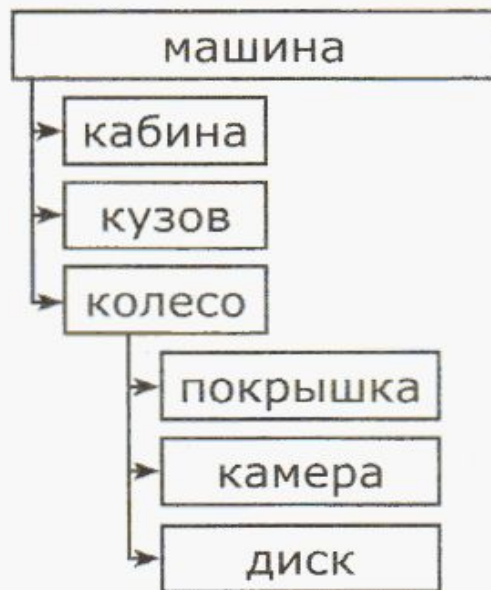 машина
кабина
кузов
колесо
покрышка
камера
диск